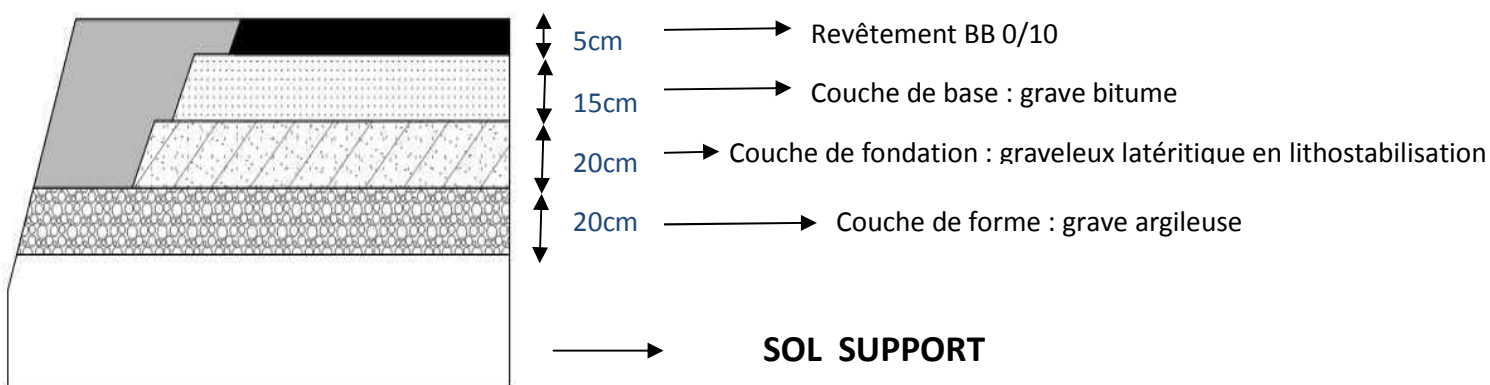 5cm Revêtement BB 0/10
15cm Couche de base : grave bitume
20cm Couche de fondation : graveleux latéritique en lithostabilisation
20cm Couche de forme : grave argileuse
SOL SUPPORT